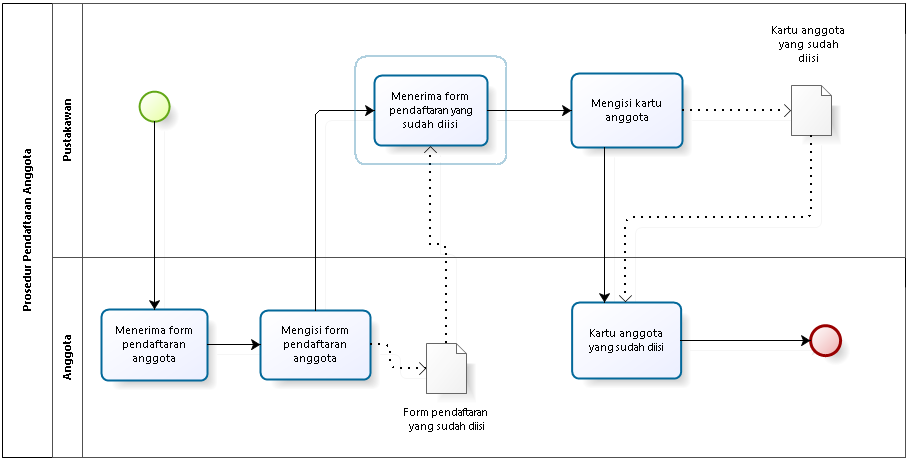 Prosedur Pendaftaran Anggota
Pustakawan
Kartu anggota
yang sudah
diisi
Menerima form
pendaftaran yang
sudah diisi
Mengisi kartu
anggota
Anggota
Menerima form
pendaftaran
anggota
Mengisi form
pendaftaran
anggota
Form pendaftaran
yang sudah diisi
Kartu anggota
yang sudah diisi